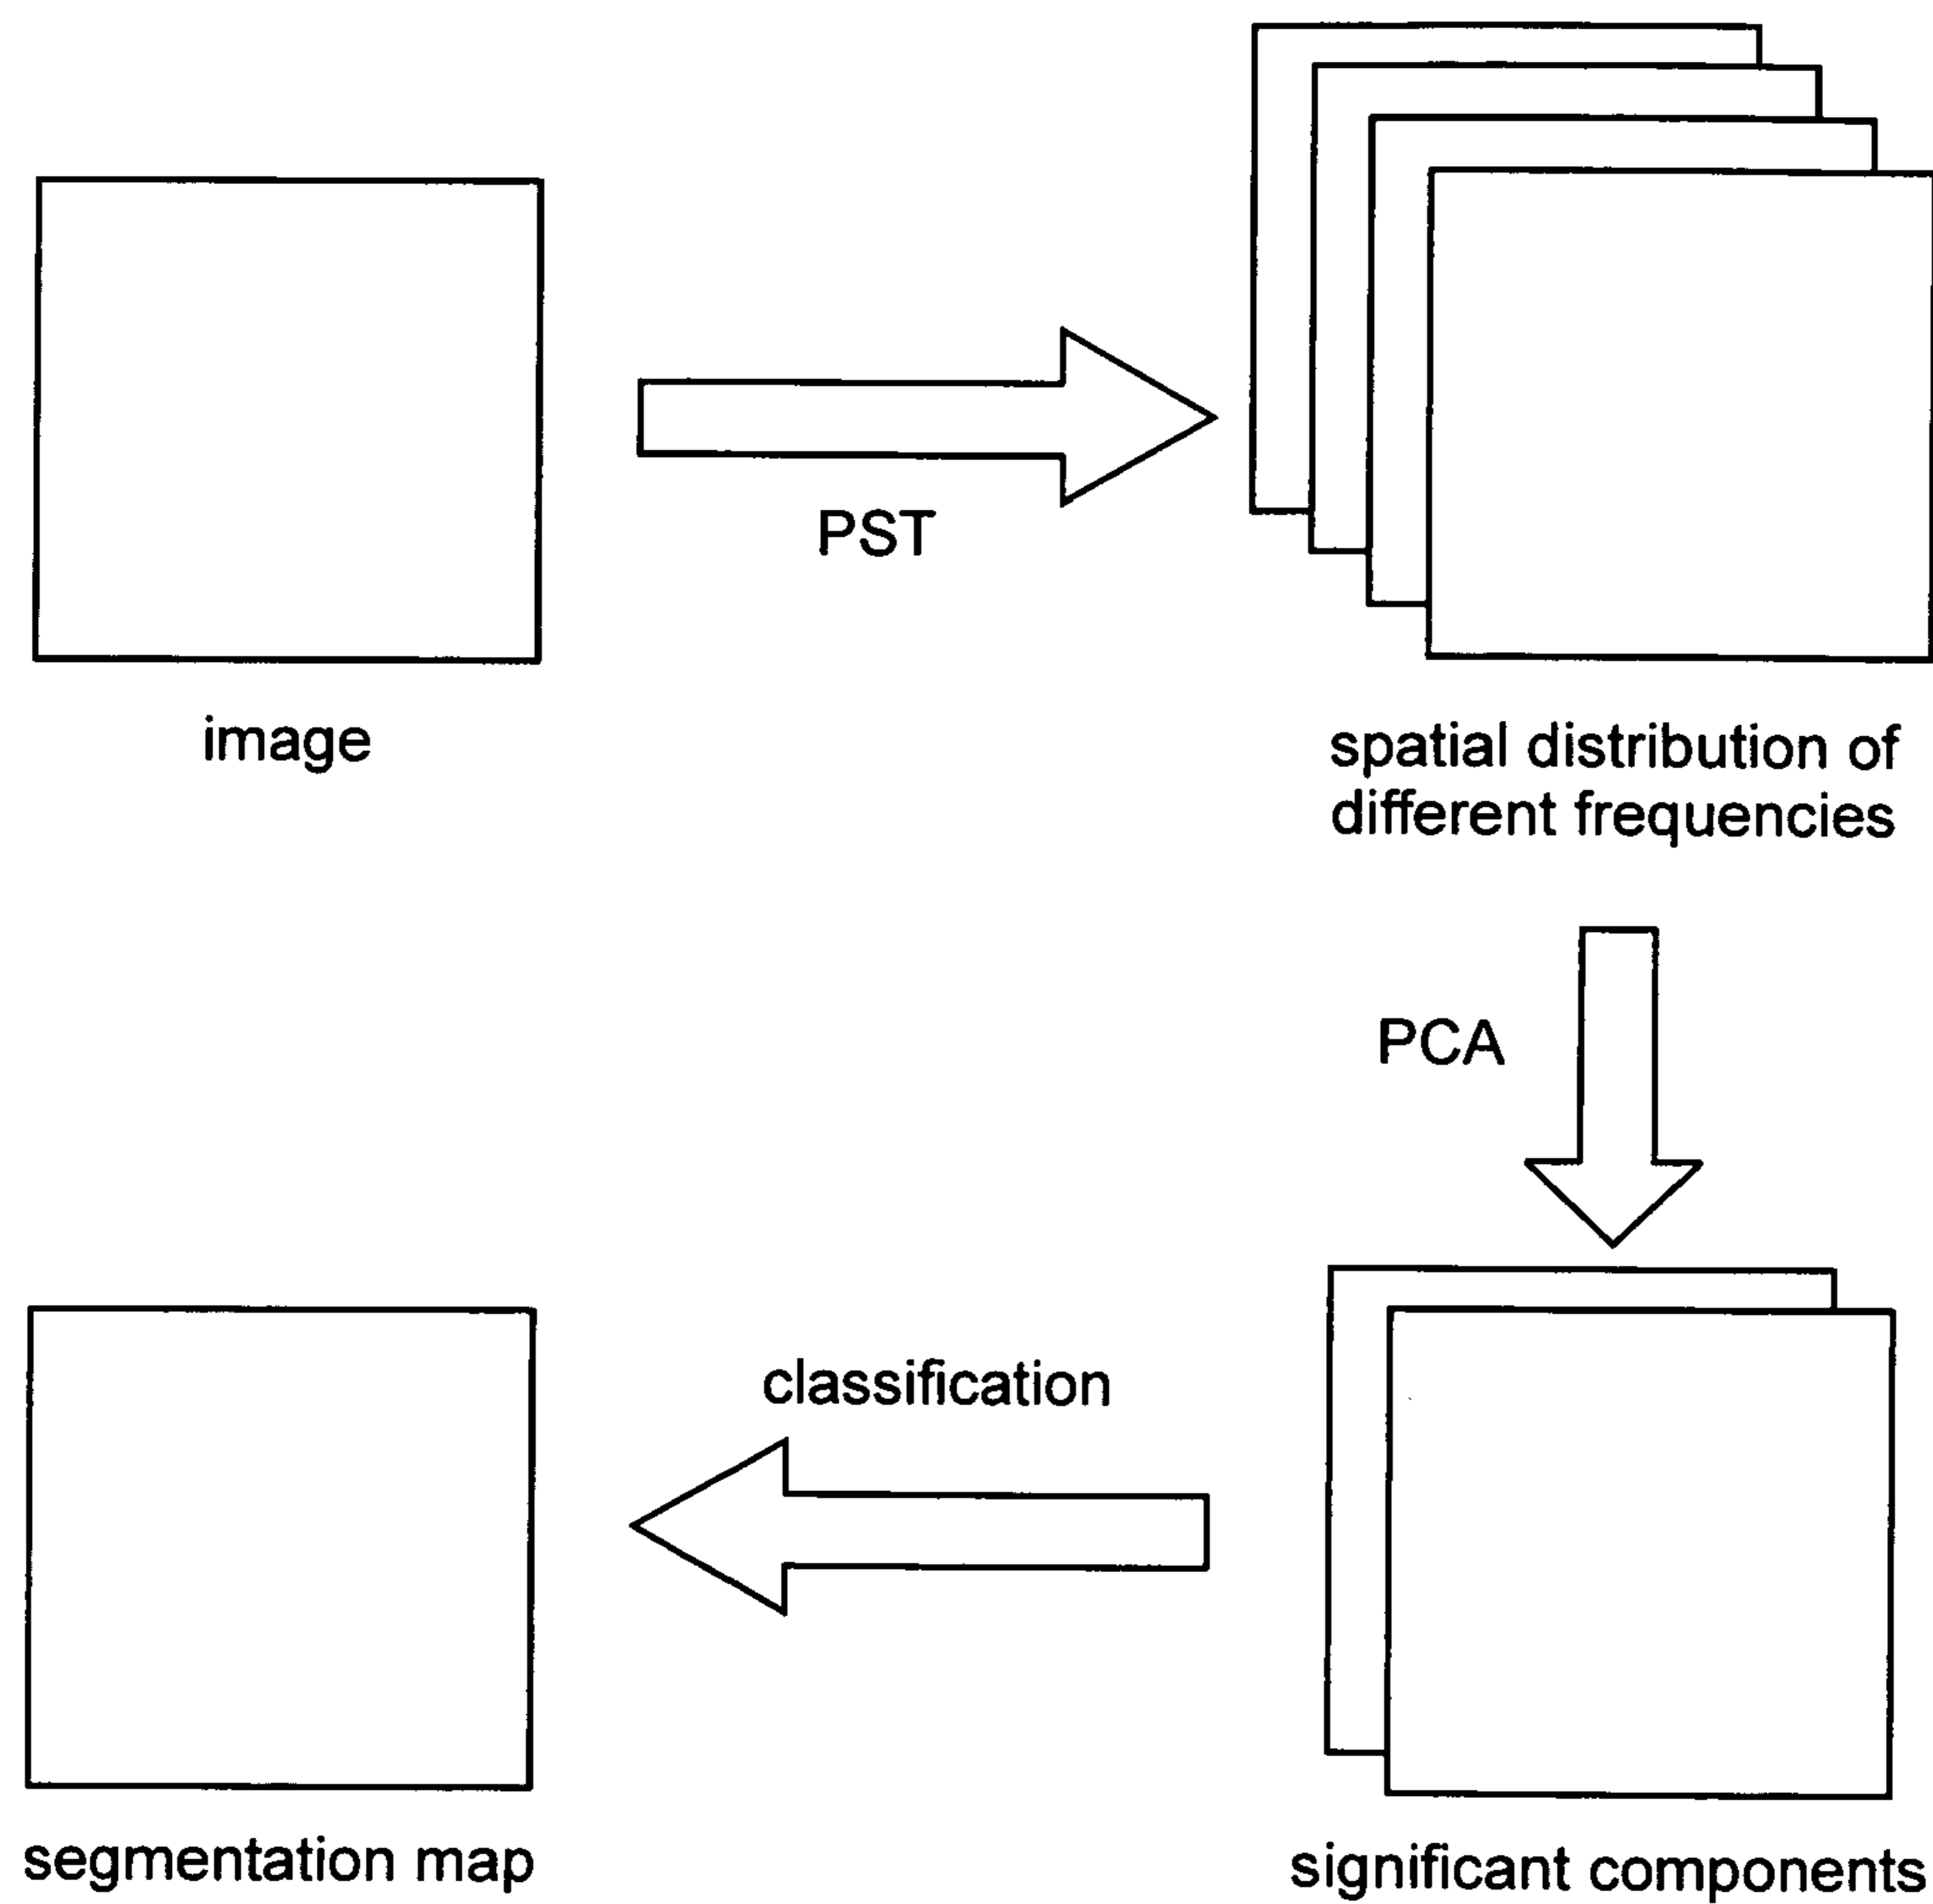 image
PST
spatial distribution of
different frequencies
PCA
significant components
classification
segmentation map